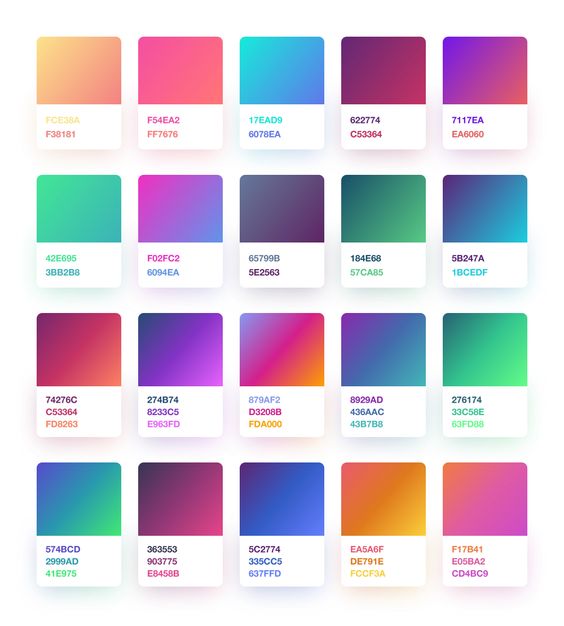 FCE38A
F38181
F54EA2
FF7676
17EAD9
6078EA
622774
C53364
7117EA
EA6060
42E695
3BB2B8
F02FC2
6094EA
65799B
5E2563
184E68
57CA85
5B247A
1BCEDF
74276C
C53364
FD8263
274B74
8233C5
E963FD
879AF2
D3208B
FDA000
8929AD
436AAC
43B7B8
276174
33C58E
63FD88
574BCD
2999AD
41E975
363553
903775
E8458B
5C2774
335CC5
637FFD
EA5A6F
DE791E
FCCF3A
F17B41
E05BA2
CD4BC9